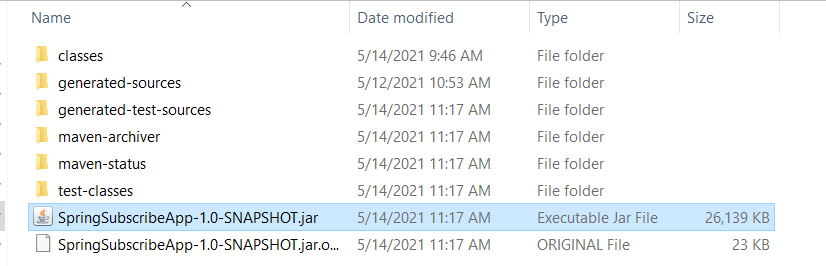 Name Date modified Type Size
classes 5/14/2021 9:46 AM File folder
generated-sources 5/12/2021 10:53 AM File folder
generated-test-sources 5/14/2021 11:17 AM File folder
maven-archiver 5/14/2021 11:17 AM File folder
maven-status 5/14/2021 11:17 AM File folder
test-classes 5/14/2021 11:17 AM File folder
SpringSubscribeApp-1.0-SNAPSHOT.jar 5/14/2021 11:17 AM Executable Jar File 26,139 KB
SpringSubscribeApp-1.0-SNAPSHOT.jar.o... 5/14/2021 11:17 AM ORIGINAL File 23 KB